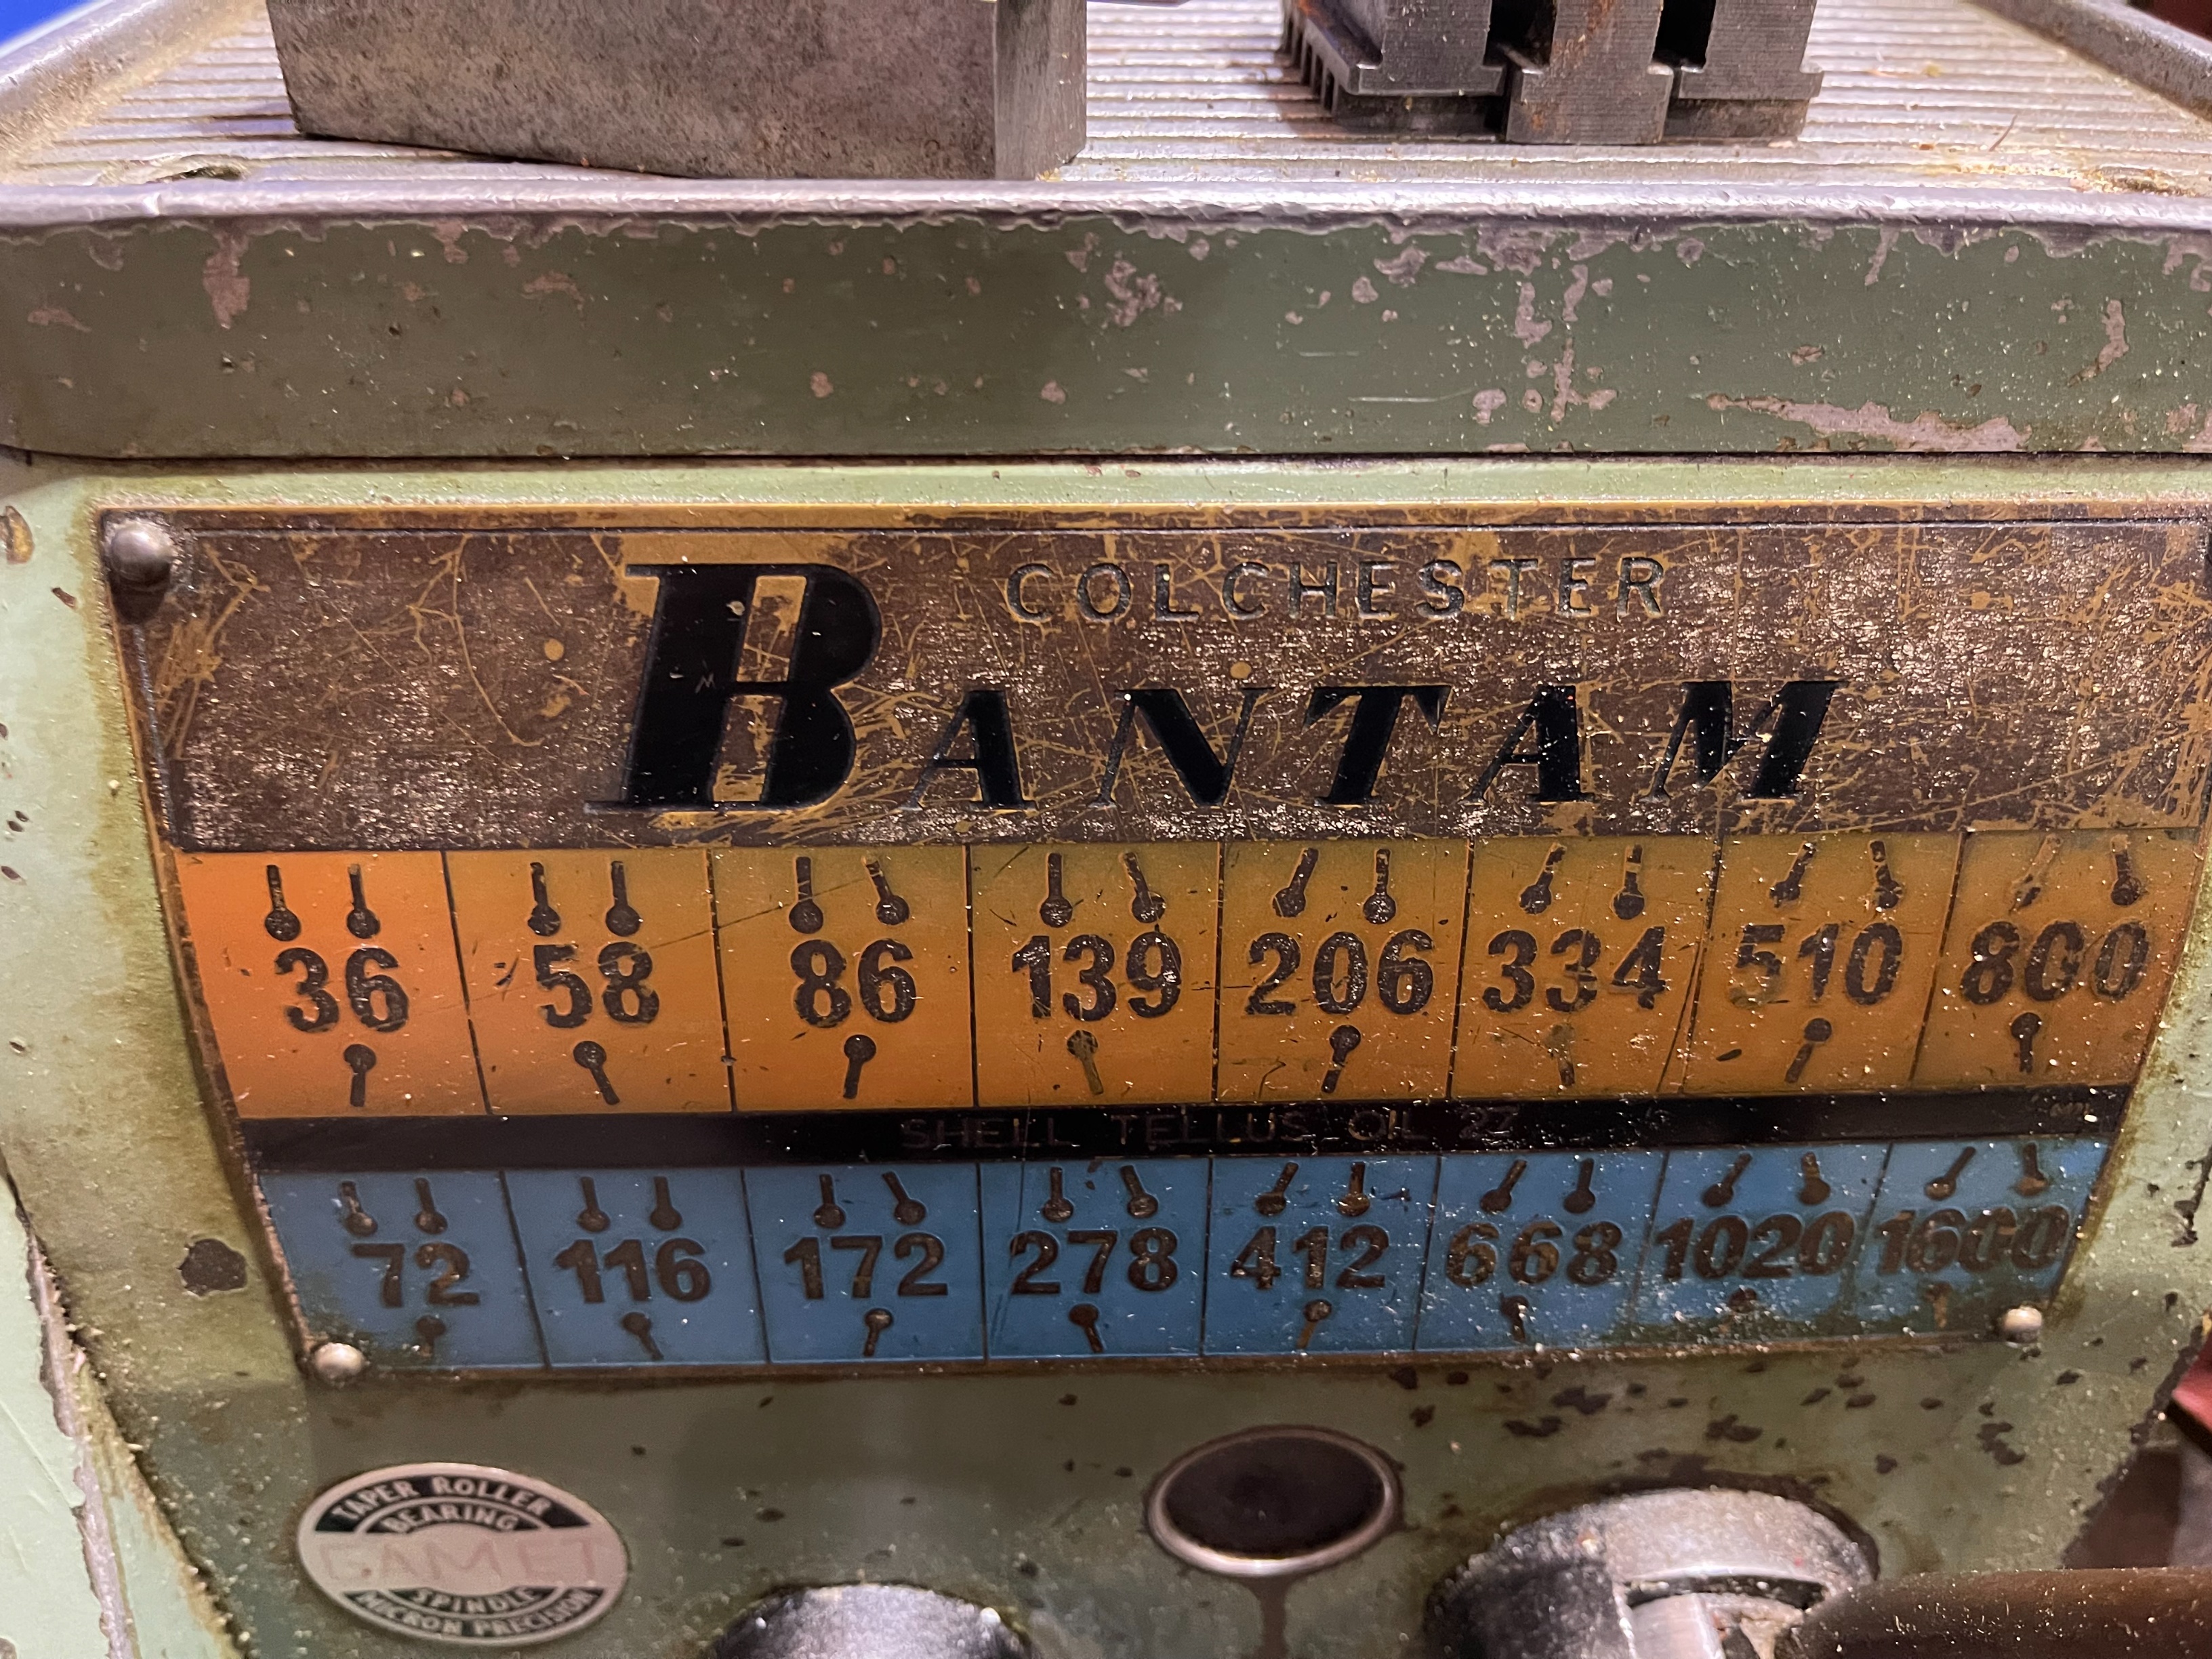 COLCHESTER
BANTAM
36 58 86 139 206 334 510 800
SHELL TELLUS OIL 27
72 116 172 278 412 668 1020 1600
TAPER ROLLER
BEARING
GAMET
SPINDLE
MICRON PRECISION